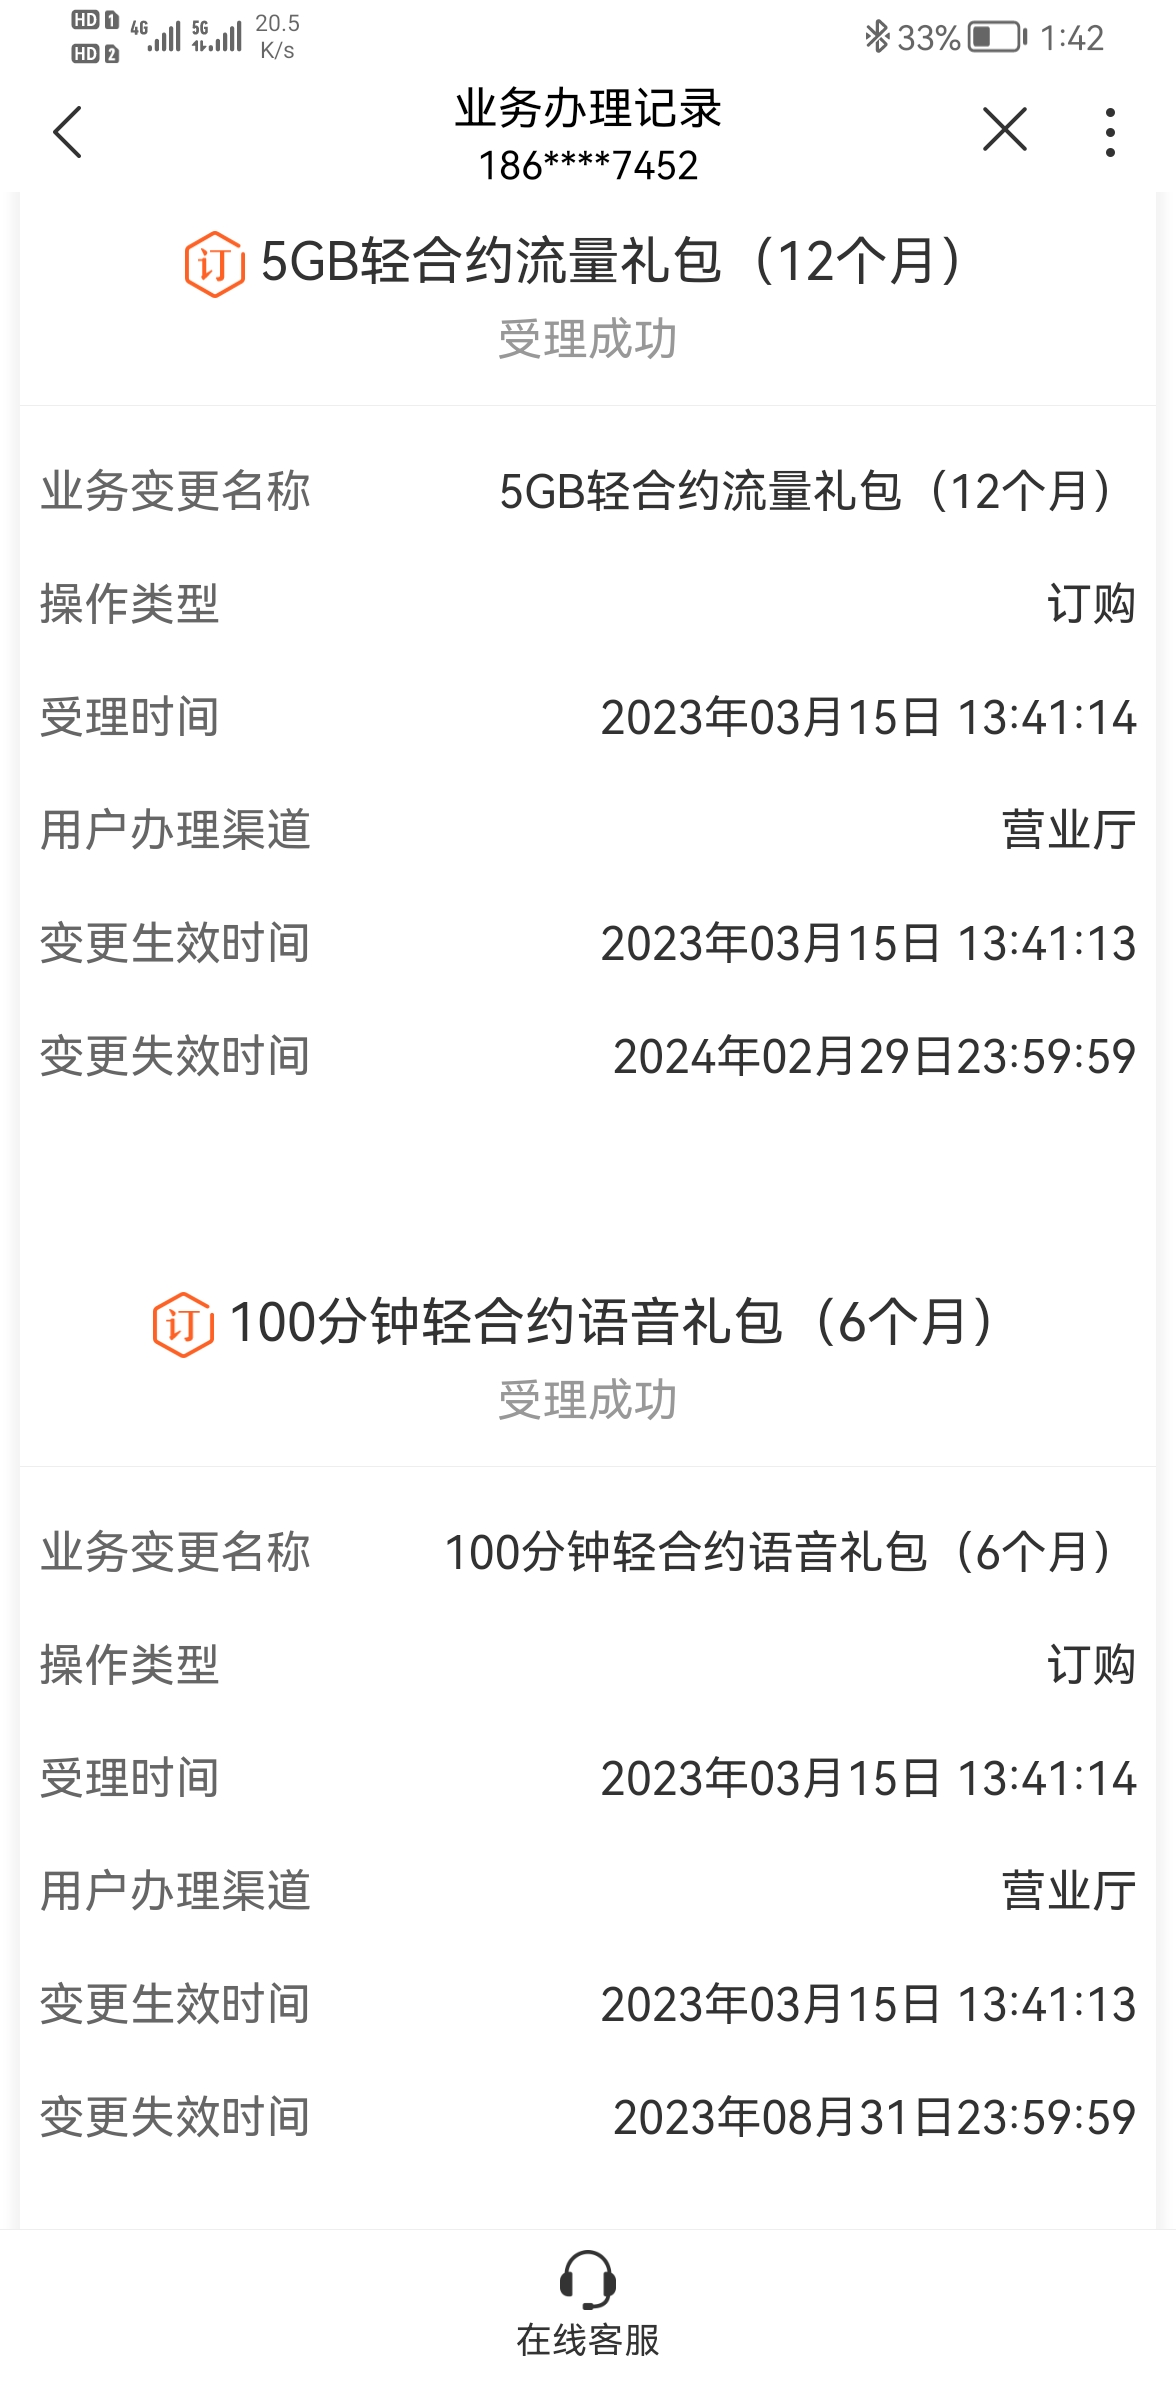 HD 1 4G 5G 20.5
HD 2 K/s
33% 1:42
业务办理记录
186****7452
订 5GB轻合约流量礼包（12个月）
受理成功
业务变更名称 5GB轻合约流量礼包（12个月）
操作类型 订购
受理时间 2023年03月15日 13:41:14
用户办理渠道 营业厅
变更生效时间 2023年03月15日 13:41:13
变更失效时间 2024年02月29日23:59:59
订 100分钟轻合约语音礼包（6个月）
受理成功
业务变更名称 100分钟轻合约语音礼包（6个月）
操作类型 订购
受理时间 2023年03月15日 13:41:14
用户办理渠道 营业厅
变更生效时间 2023年03月15日 13:41:13
变更失效时间 2023年08月31日23:59:59
在线客服